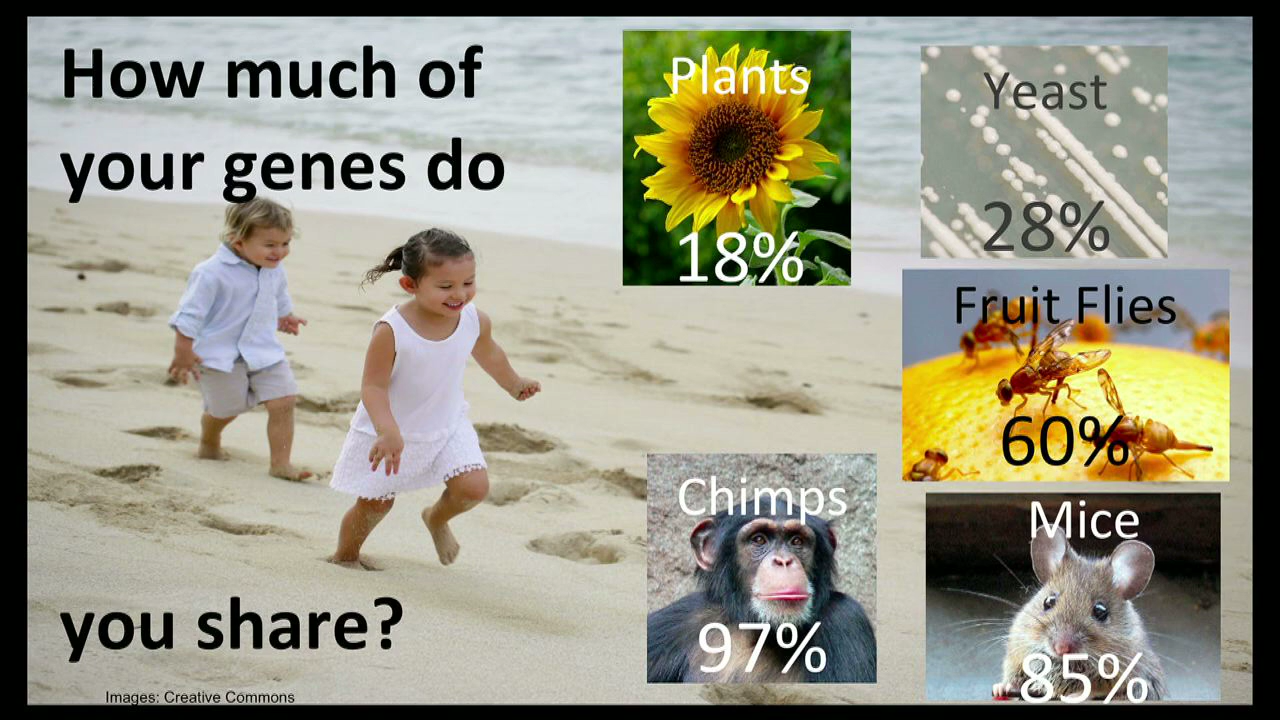 How much of
your genes do
you share?
Plants
18%
Yeast
28%
Fruit Flies
60%
Chimps
97%
Mice
85%
Images: Creative Commons